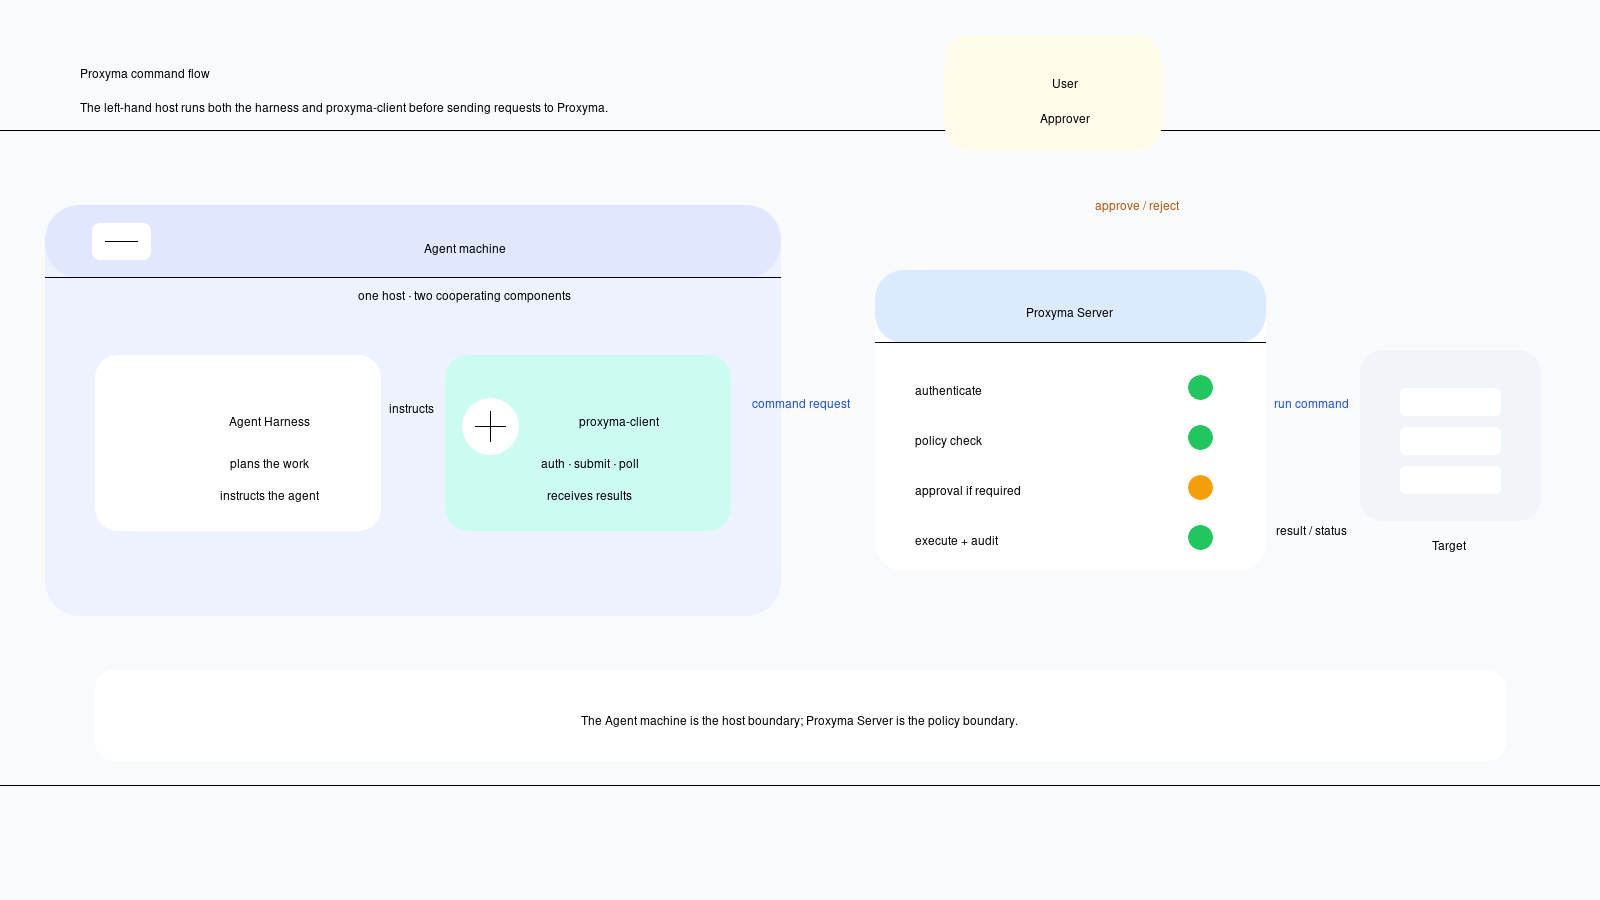 Proxyma command flow
The left-hand host runs both the harness and proxyma-client before sending requests to Proxyma.
User
Approver
approve / reject
Agent machine
one host · two cooperating components
Agent Harness
plans the work
instructs the agent
instructs
proxyma-client
auth · submit · poll
receives results
command request
Proxyma Server
authenticate
policy check
approval if required
execute + audit
run command
result / status
Target
The Agent machine is the host boundary; Proxyma Server is the policy boundary.